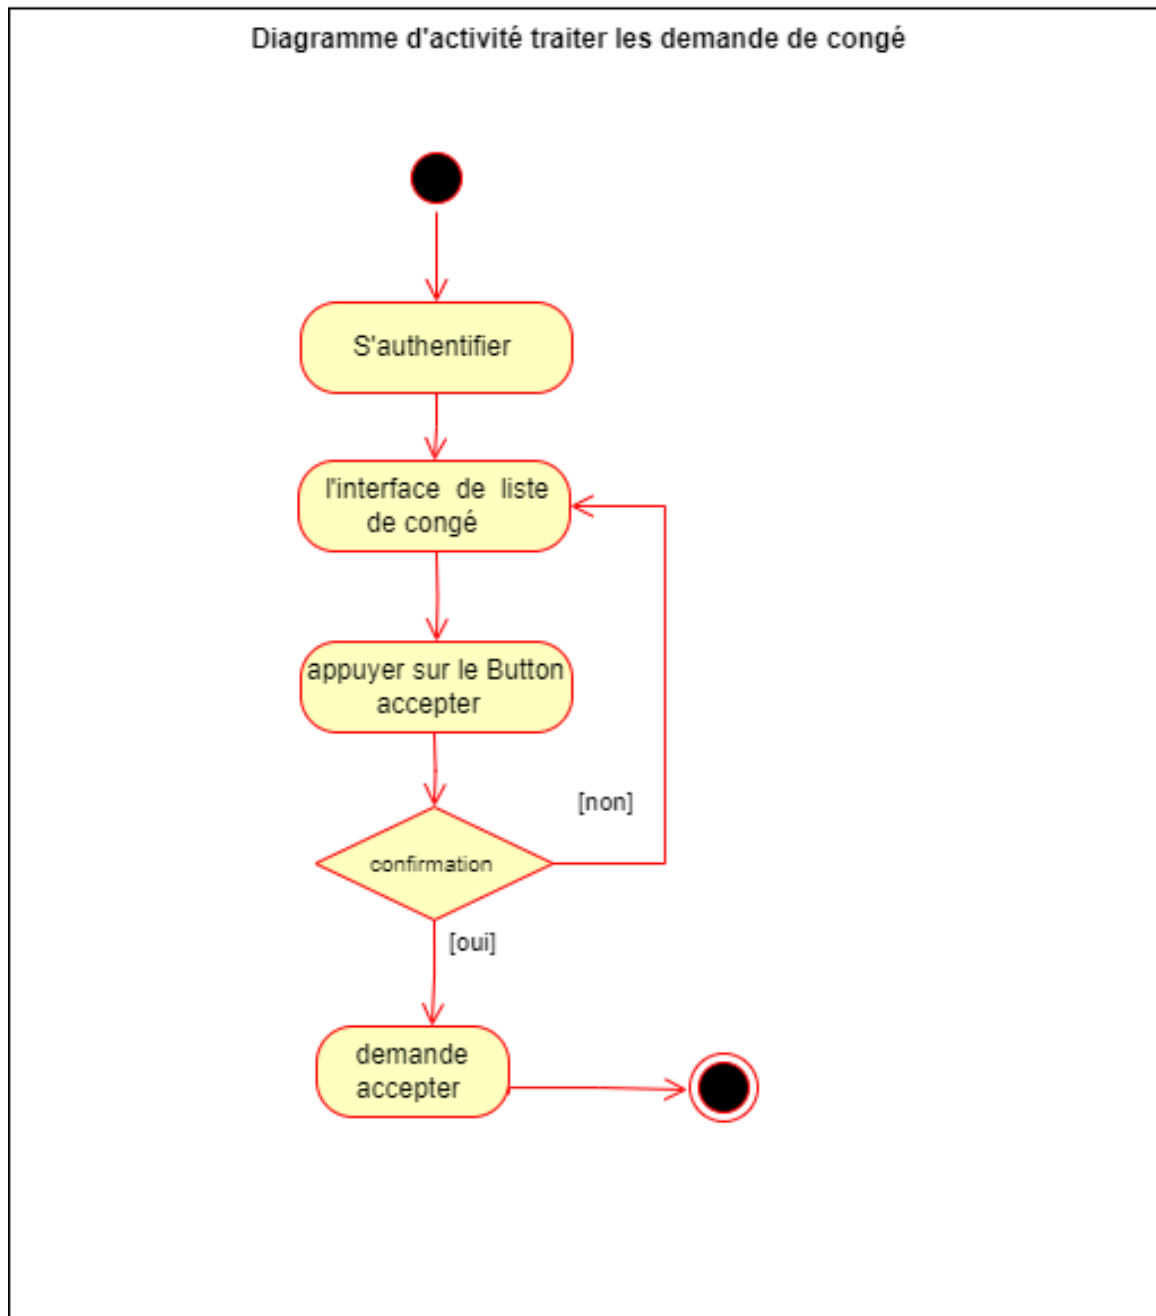 Diagramme d'activité traiter les demande de congé
S'authentifier
l'interface de liste
de congé
appuyer sur le Button
accepter
[non]
confirmation
[oui]
demande
accepter